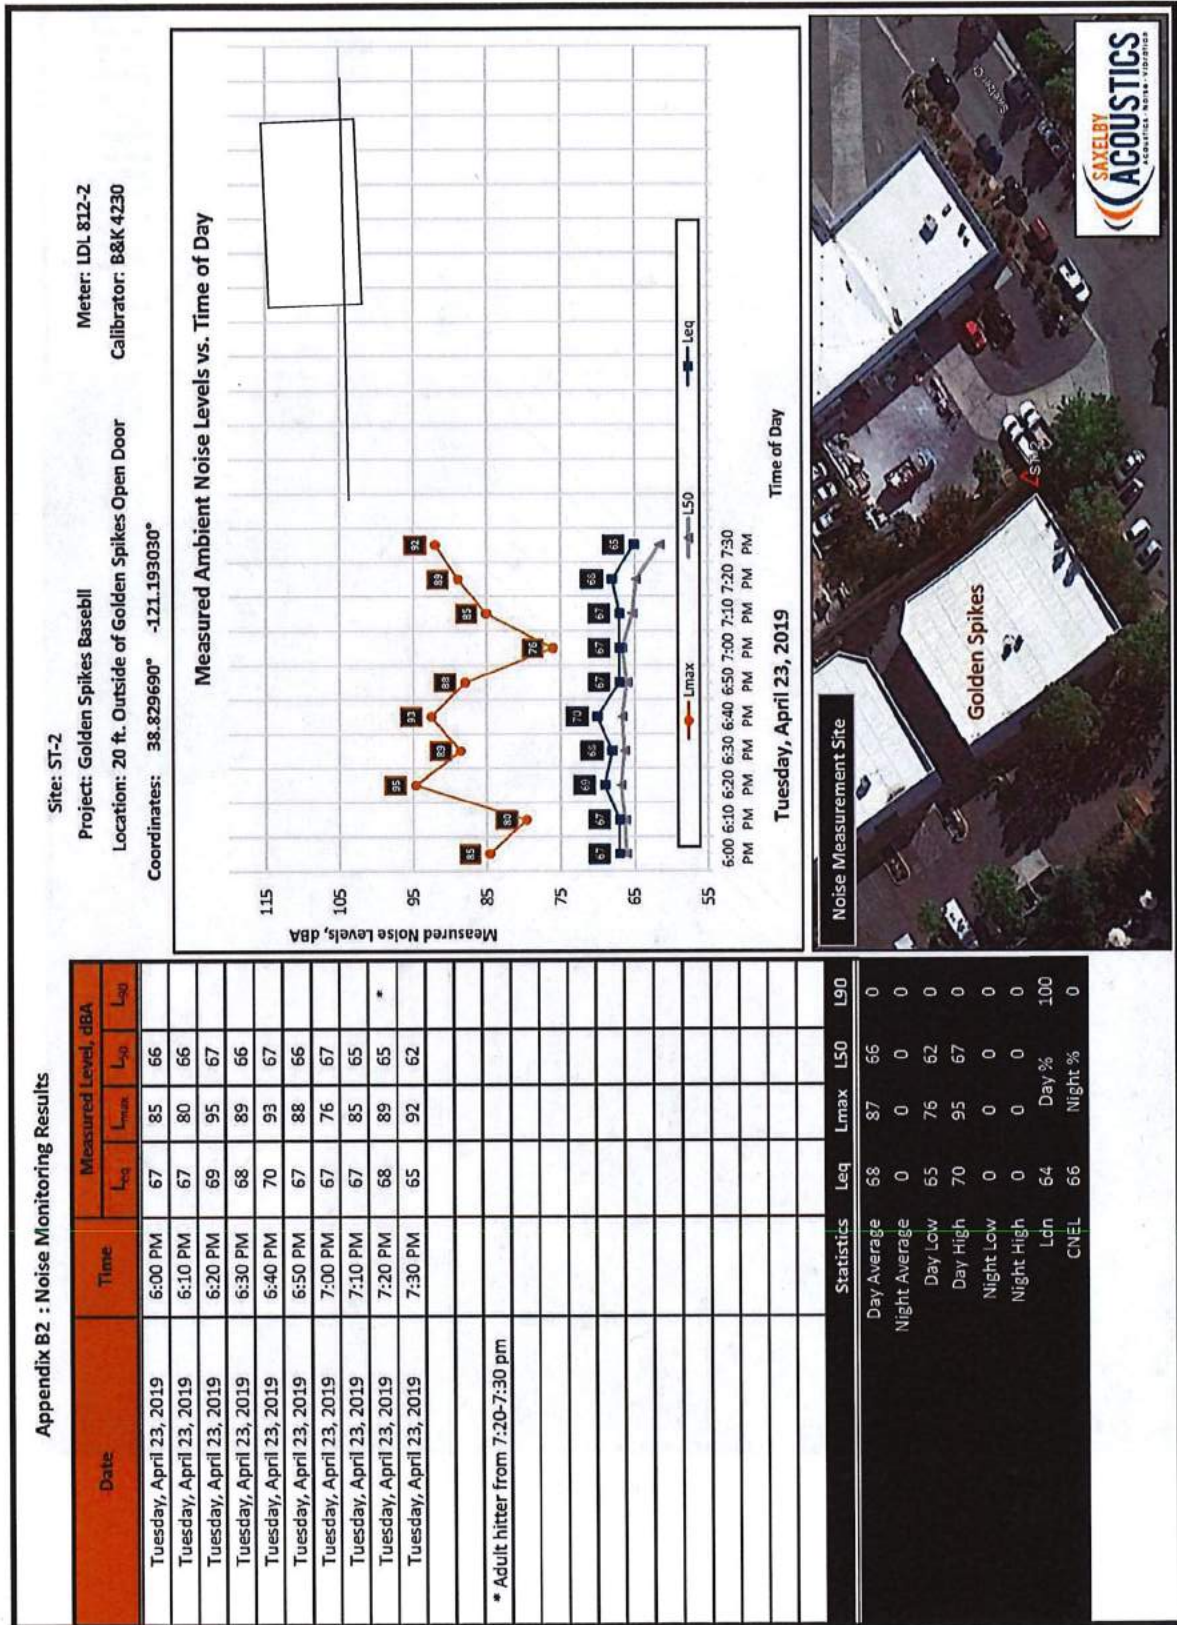 Appendix B2 : Noise Monitoring Results
Date Time Measured Level, dBA
Leq Lmax L50 L90
Tuesday, April 23, 2019 6:00 PM 67 85 66
Tuesday, April 23, 2019 6:10 PM 67 80 66
Tuesday, April 23, 2019 6:20 PM 69 95 67
Tuesday, April 23, 2019 6:30 PM 68 89 66
Tuesday, April 23, 2019 6:40 PM 70 93 67
Tuesday, April 23, 2019 6:50 PM 67 88 66
Tuesday, April 23, 2019 7:00 PM 67 76 67
Tuesday, April 23, 2019 7:10 PM 67 85 65
Tuesday, April 23, 2019 7:20 PM 68 89 65 *
Tuesday, April 23, 2019 7:30 PM 65 92 62
* Adult hitter from 7:20-7:30 pm
Statistics Leq Lmax L50 L90
Day Average 68 87 66 0
Night Average 0 0 0 0
Day Low 65 76 62 0
Day High 70 95 67 0
Night Low 0 0 0 0
Night High 0 0 0 0
Ldn 64 Day % 100
CNEL 66 Night % 0
Site: ST-2
Project: Golden Spikes Basebll
Meter: LDL 812-2
Location: 20 ft. Outside of Golden Spikes Open Door
Calibrator: B&K 4230
Coordinates: 38.829690° -121.193030°
Measured Ambient Noise Levels vs. Time of Day
Measured Noise Levels, dBA
115
105
95
85
75
65
55
85 80 95 89 93 88 76 85 89 92
67 67 69 68 70 67 67 67 68 65
Lmax L50 Leq
6:00 6:10 6:20 6:30 6:40 6:50 7:00 7:10 7:20 7:30
PM PM PM PM PM PM PM PM PM PM
Tuesday, April 23, 2019
Time of Day
Noise Measurement Site
Golden Spikes
ST-2
SAXELBY
ACOUSTICS
ACOUSTICS • NOISE • VIBRATION